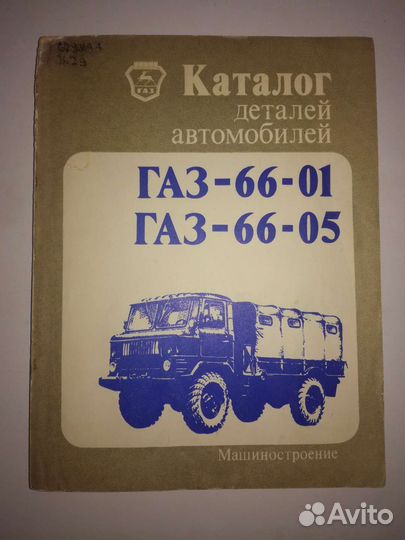 ГАЗ
Каталог
деталей
автомобилей
ГАЗ-66-01
ГАЗ-66-05
Машиностроение
Avito